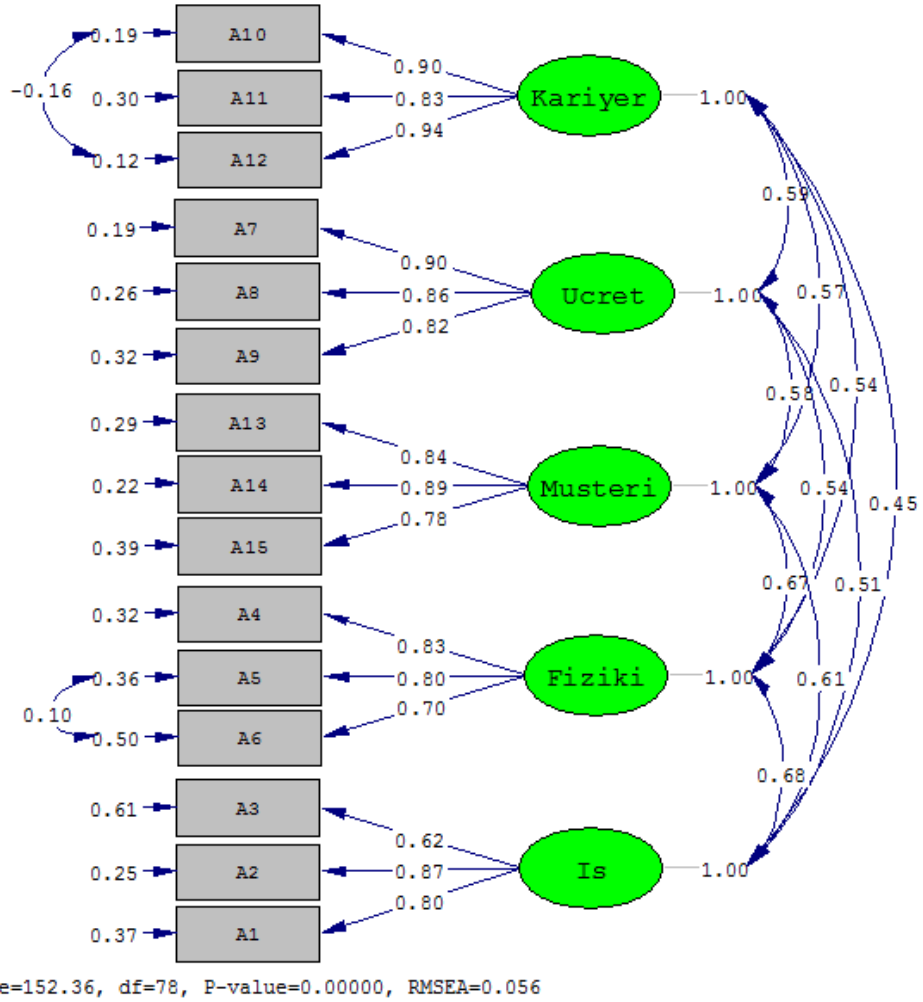 0.19 A10
0.90
-0.16 0.30 A11 0.83 Kariyer 1.00
0.94
0.12 A12
0.59
0.19 A7
0.90
0.26 A8 0.86 Ucret 1.00 0.57
0.82
0.32 A9
0.58 0.54
0.29 A13
0.84
0.22 A14 0.89 Musteri 1.00 0.54 0.45
0.78
0.39 A15
0.67 0.51
0.32 A4
0.83
0.36 A5 0.80 Fiziki 1.00 0.61
0.10 0.70
0.50 A6
0.68
0.61 A3
0.62
0.25 A2 0.87 Is 1.00
0.80
0.37 A1
e=152.36, df=78, P-value=0.00000, RMSEA=0.056